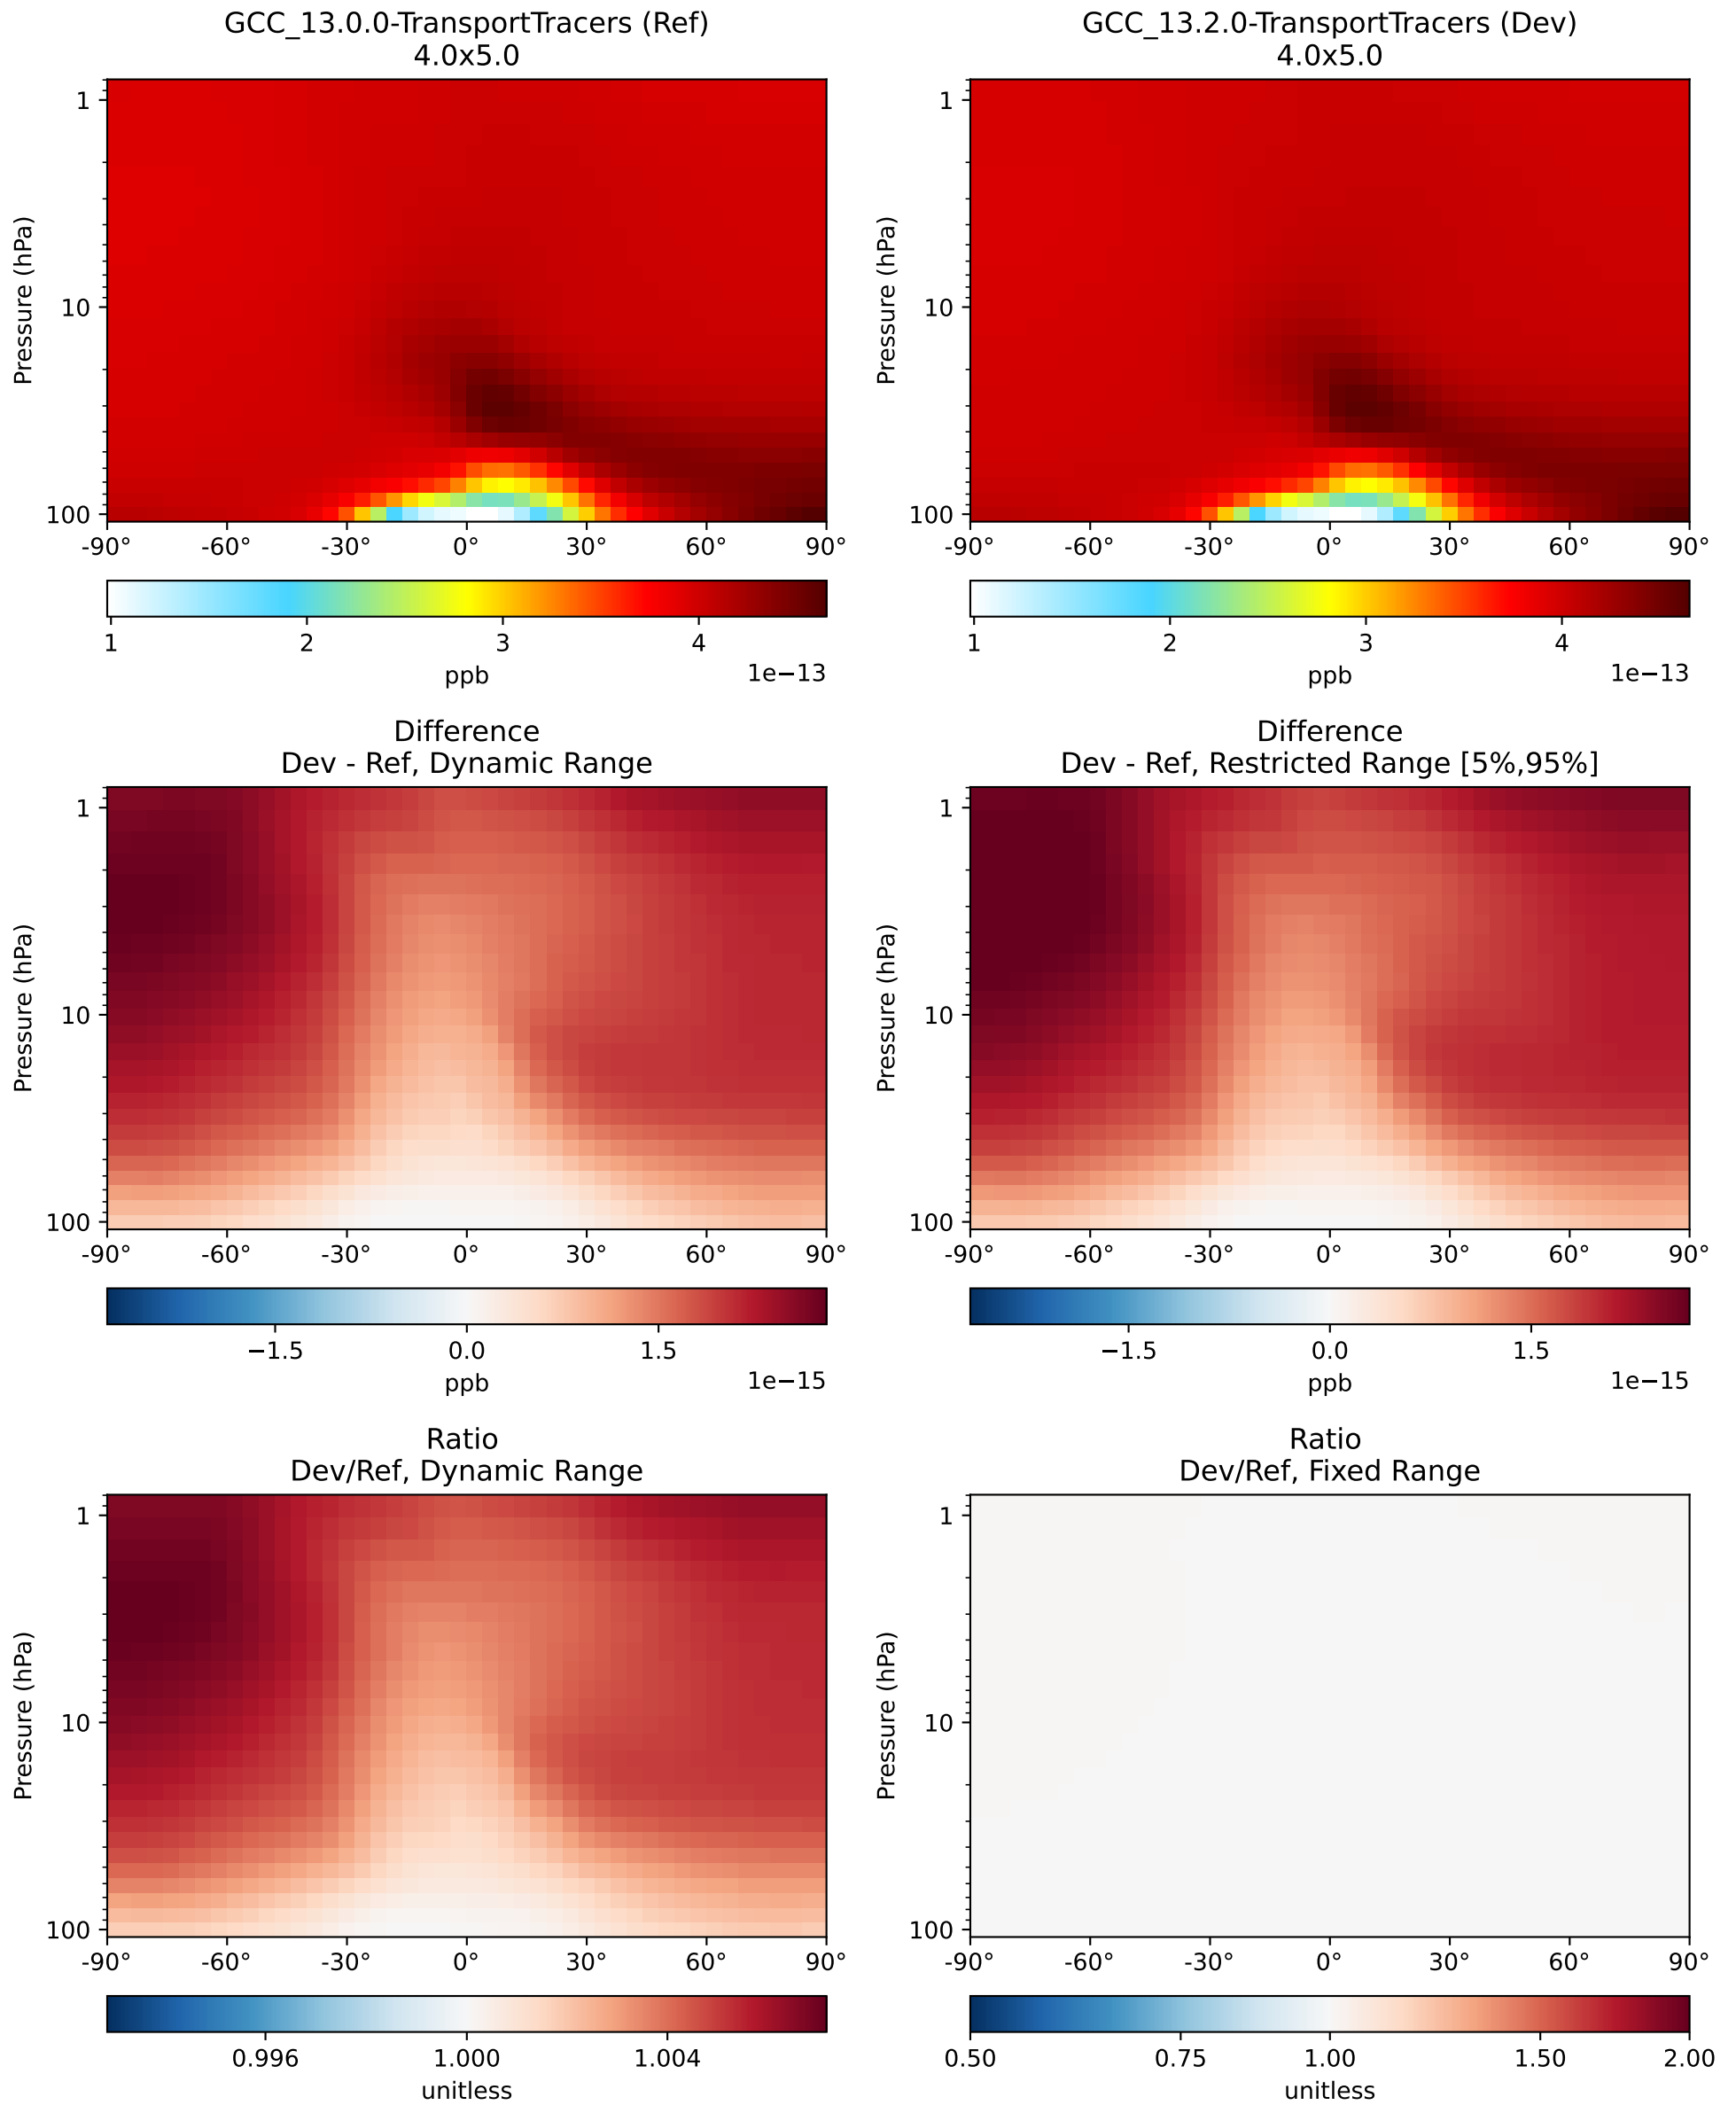 GCC_13.0.0-TransportTracers (Ref)
4.0x5.0
Pressure (hPa)
1
10
100
-90° -60° -30° 0° 30° 60° 90°
1 2 3 4
ppb
1e−13
GCC_13.2.0-TransportTracers (Dev)
4.0x5.0
Pressure (hPa)
1
10
100
-90° -60° -30° 0° 30° 60° 90°
1 2 3 4
ppb
1e−13
Difference
Dev - Ref, Dynamic Range
Pressure (hPa)
1
10
100
-90° -60° -30° 0° 30° 60° 90°
−1.5 0.0 1.5
ppb
1e−15
Difference
Dev - Ref, Restricted Range [5%,95%]
Pressure (hPa)
1
10
100
-90° -60° -30° 0° 30° 60° 90°
−1.5 0.0 1.5
ppb
1e−15
Ratio
Dev/Ref, Dynamic Range
Pressure (hPa)
1
10
100
-90° -60° -30° 0° 30° 60° 90°
0.996 1.000 1.004
unitless
Ratio
Dev/Ref, Fixed Range
Pressure (hPa)
1
10
100
-90° -60° -30° 0° 30° 60° 90°
0.50 0.75 1.00 1.50 2.00
unitless